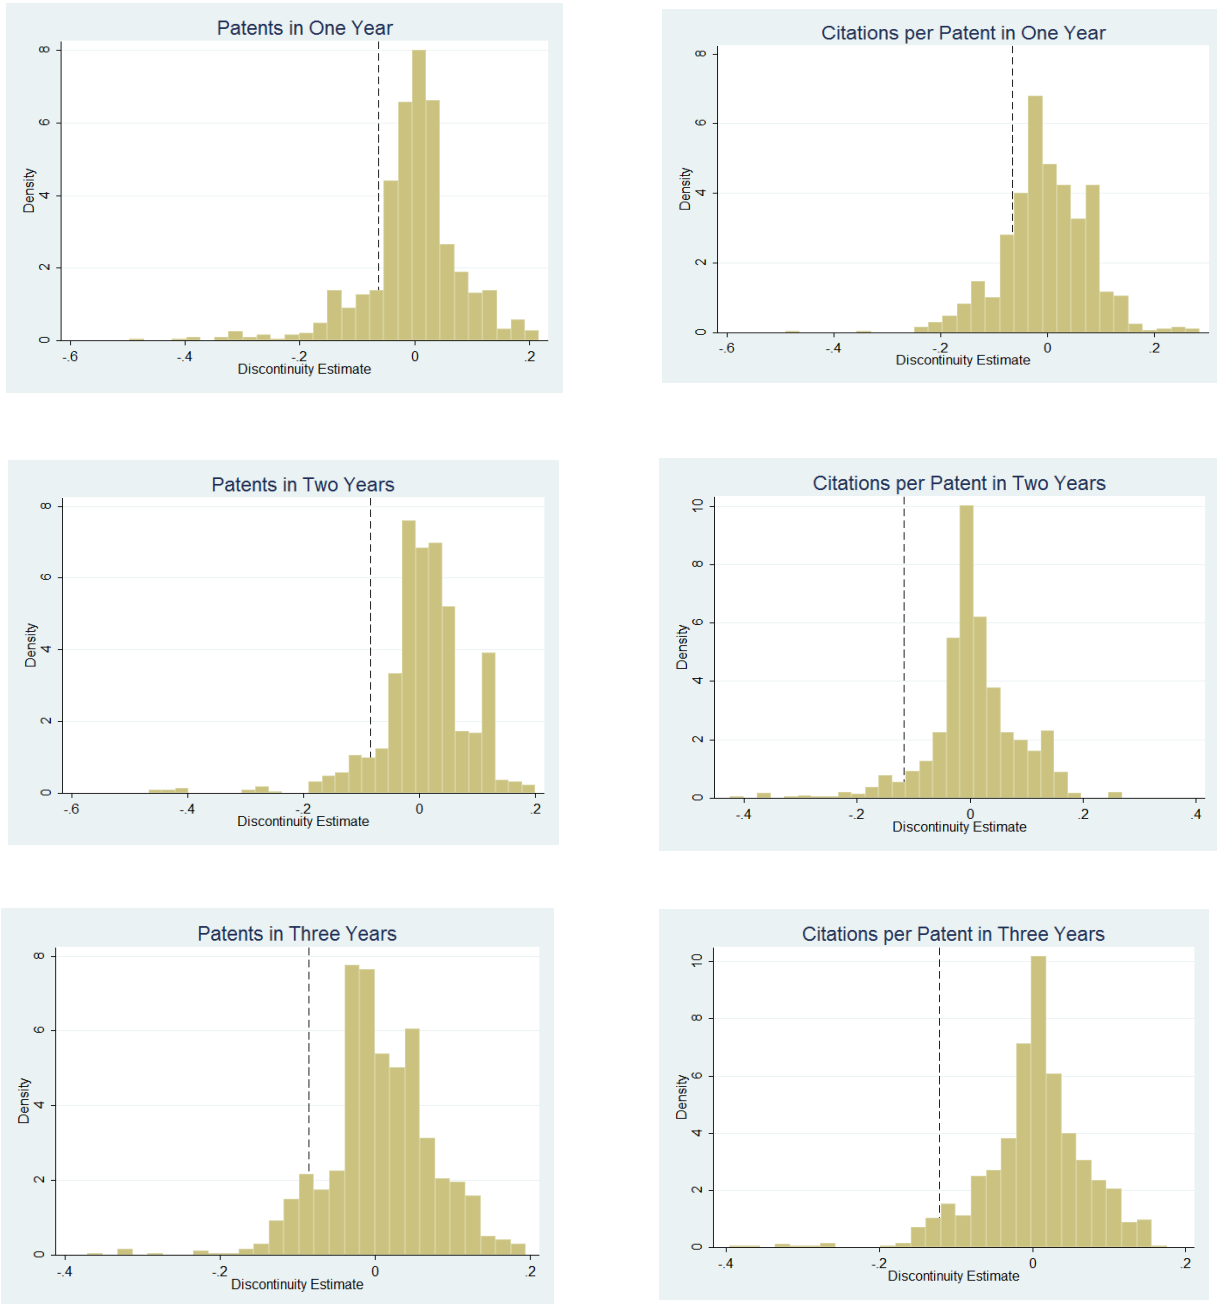 Patents in One Year
Density
8
6
4
2
0
-.6 -.4 -.2 0 .2
Discontinuity Estimate
Citations per Patent in One Year
Density
8
6
4
2
0
-.6 -.4 -.2 0 .2
Discontinuity Estimate
Patents in Two Years
Density
8
6
4
2
0
-.6 -.4 -.2 0 .2
Discontinuity Estimate
Citations per Patent in Two Years
Density
10
8
6
4
2
0
-.4 -.2 0 .2 .4
Discontinuity Estimate
Patents in Three Years
Density
8
6
4
2
0
-.4 -.2 0 .2
Discontinuity Estimate
Citations per Patent in Three Years
Density
10
8
6
4
2
0
-.4 -.2 0 .2
Discontinuity Estimate